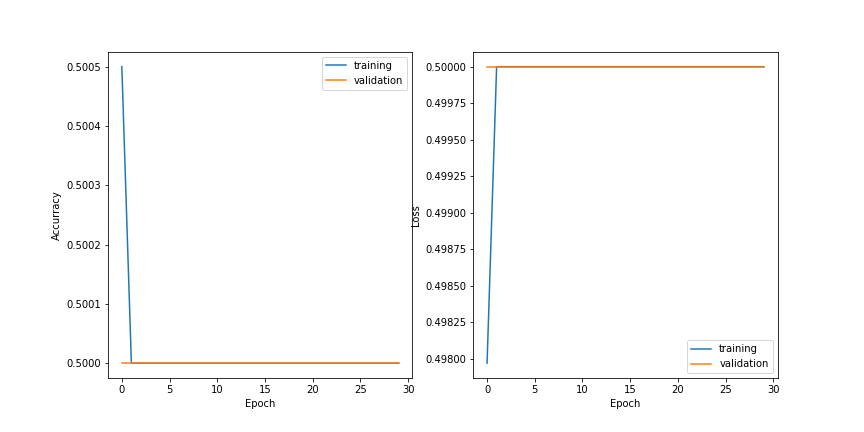 training
validation
0.5005
0.5004
0.5003
0.5002
0.5001
0.5000
Accurracy
0 5 10 15 20 25 30
Epoch
0.50000
0.49975
0.49950
0.49925
0.49900
0.49875
0.49850
0.49825
0.49800
Loss
training
validation
0 5 10 15 20 25 30
Epoch